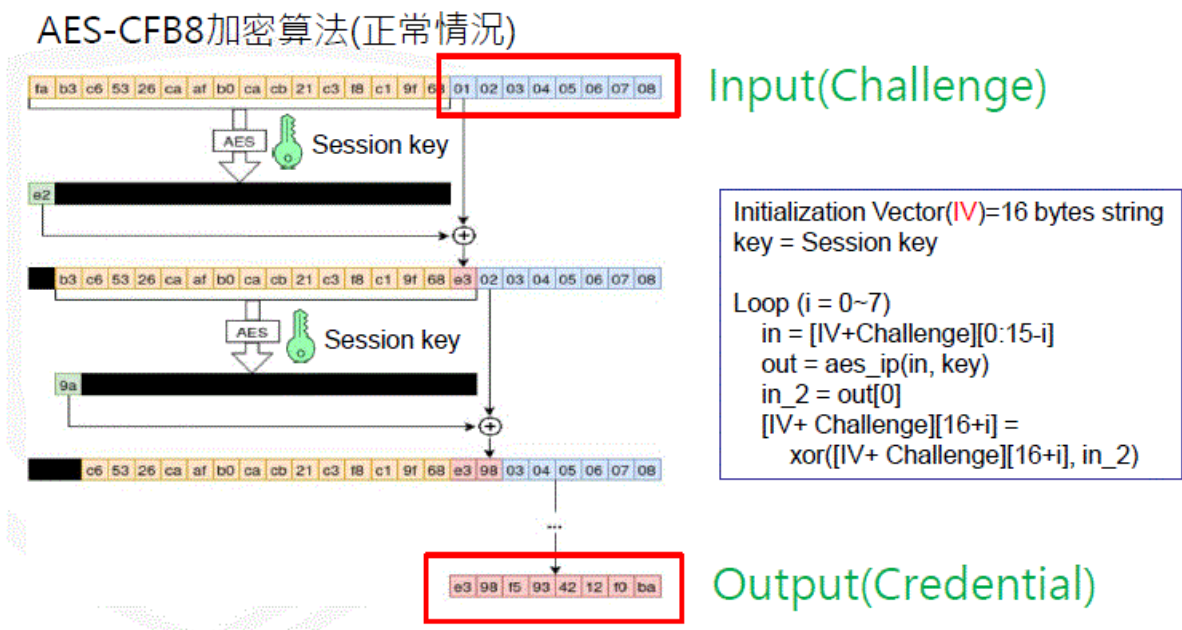 AES-CFB8加密算法(正常情況)
fa b3 c6 53 26 ca af b0 ca cb 21 c3 f8 c1 9f 68 01 02 03 04 05 06 07 08
Input(Challenge)
AES
Session key
e2
b3 c6 53 26 ca af b0 ca cb 21 c3 f8 c1 9f 68 e3 02 03 04 05 06 07 08
AES
Session key
9a
c6 53 26 ca af b0 ca cb 21 c3 f8 c1 9f 68 e3 98 03 04 05 06 07 08
...
e3 98 f5 93 42 12 f0 ba
Output(Credential)
Initialization Vector(IV)=16 bytes string
key = Session key
Loop (i = 0~7)
in = [IV+Challenge][0:15-i]
out = aes_ip(in, key)
in_2 = out[0]
[IV+ Challenge][16+i] =
xor([IV+ Challenge][16+i], in_2)